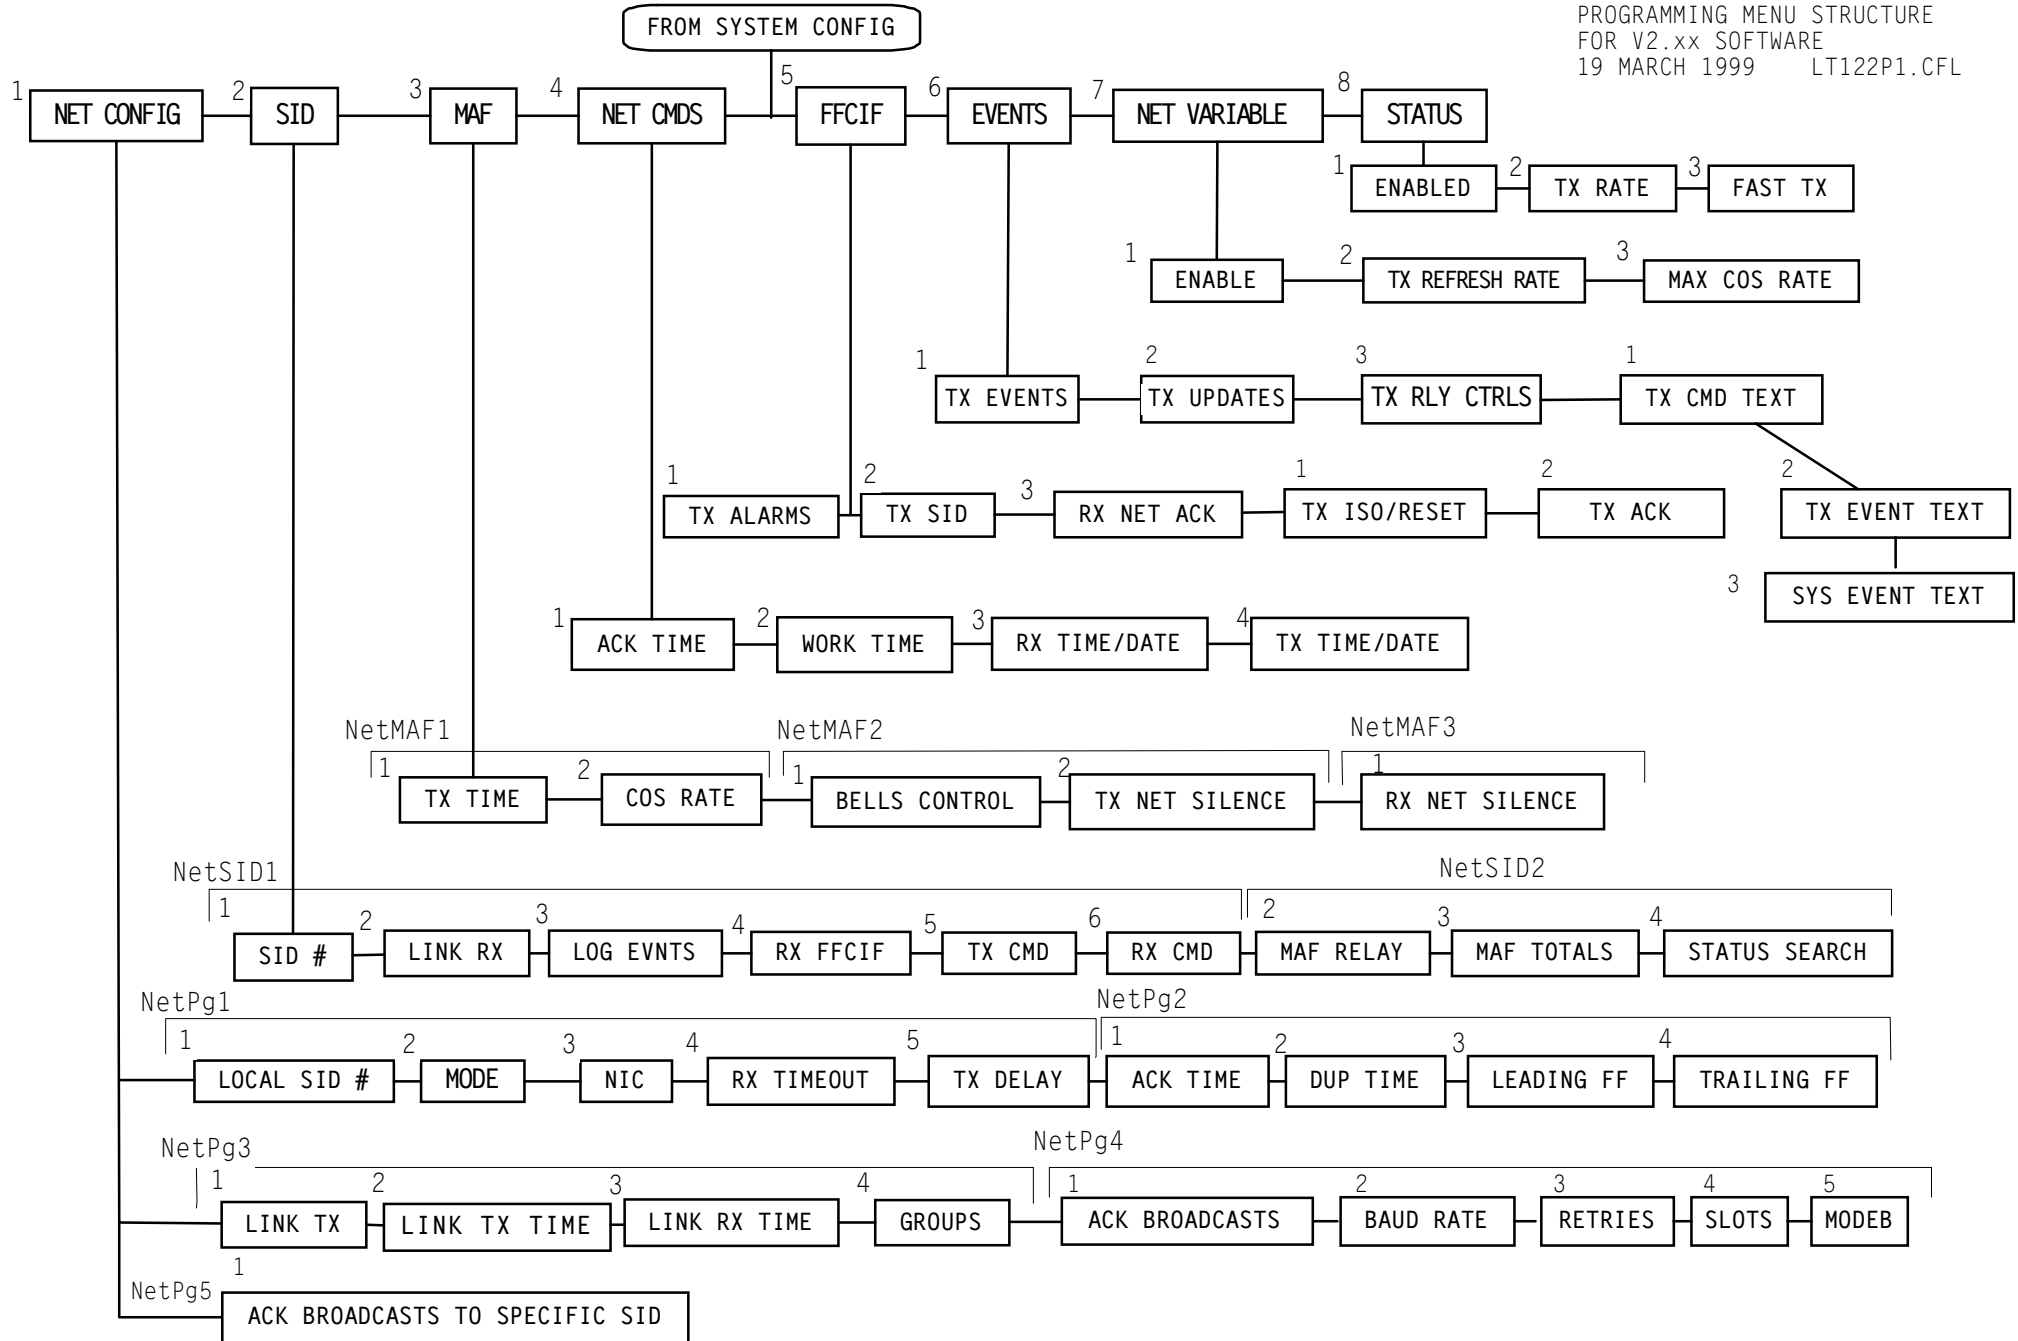 FROM SYSTEM CONFIG
PROGRAMMING MENU STRUCTURE
FOR V2.xx SOFTWARE
19 MARCH 1999 LT122P1.CFL
1 NET CONFIG
2 SID
3 MAF
4 NET CMDS
5 FFCIF
6 EVENTS
7 NET VARIABLE
8 STATUS
1 ENABLED
2 TX RATE
3 FAST TX
1 ENABLE
2 TX REFRESH RATE
3 MAX COS RATE
1 TX EVENTS
2 TX UPDATES
3 TX RLY CTRLS
1 TX CMD TEXT
2 TX EVENT TEXT
3 SYS EVENT TEXT
1 TX ALARMS
2 TX SID
3 RX NET ACK
1 TX ISO/RESET
2 TX ACK
1 ACK TIME
2 WORK TIME
3 RX TIME/DATE
4 TX TIME/DATE
NetMAF1
1 TX TIME
2 COS RATE
NetMAF2
1 BELLS CONTROL
2 TX NET SILENCE
NetMAF3
1 RX NET SILENCE
NetSID1
1 SID #
2 LINK RX
3 LOG EVNTS
4 RX FFCIF
5 TX CMD
6 RX CMD
NetSID2
2 MAF RELAY
3 MAF TOTALS
4 STATUS SEARCH
NetPg1
1 LOCAL SID #
2 MODE
3 NIC
4 RX TIMEOUT
5 TX DELAY
NetPg2
1 ACK TIME
2 DUP TIME
3 LEADING FF
4 TRAILING FF
NetPg3
1 LINK TX
2 LINK TX TIME
3 LINK RX TIME
4 GROUPS
NetPg4
1 ACK BROADCASTS
2 BAUD RATE
3 RETRIES
4 SLOTS
5 MODEB
NetPg5
1 ACK BROADCASTS TO SPECIFIC SID